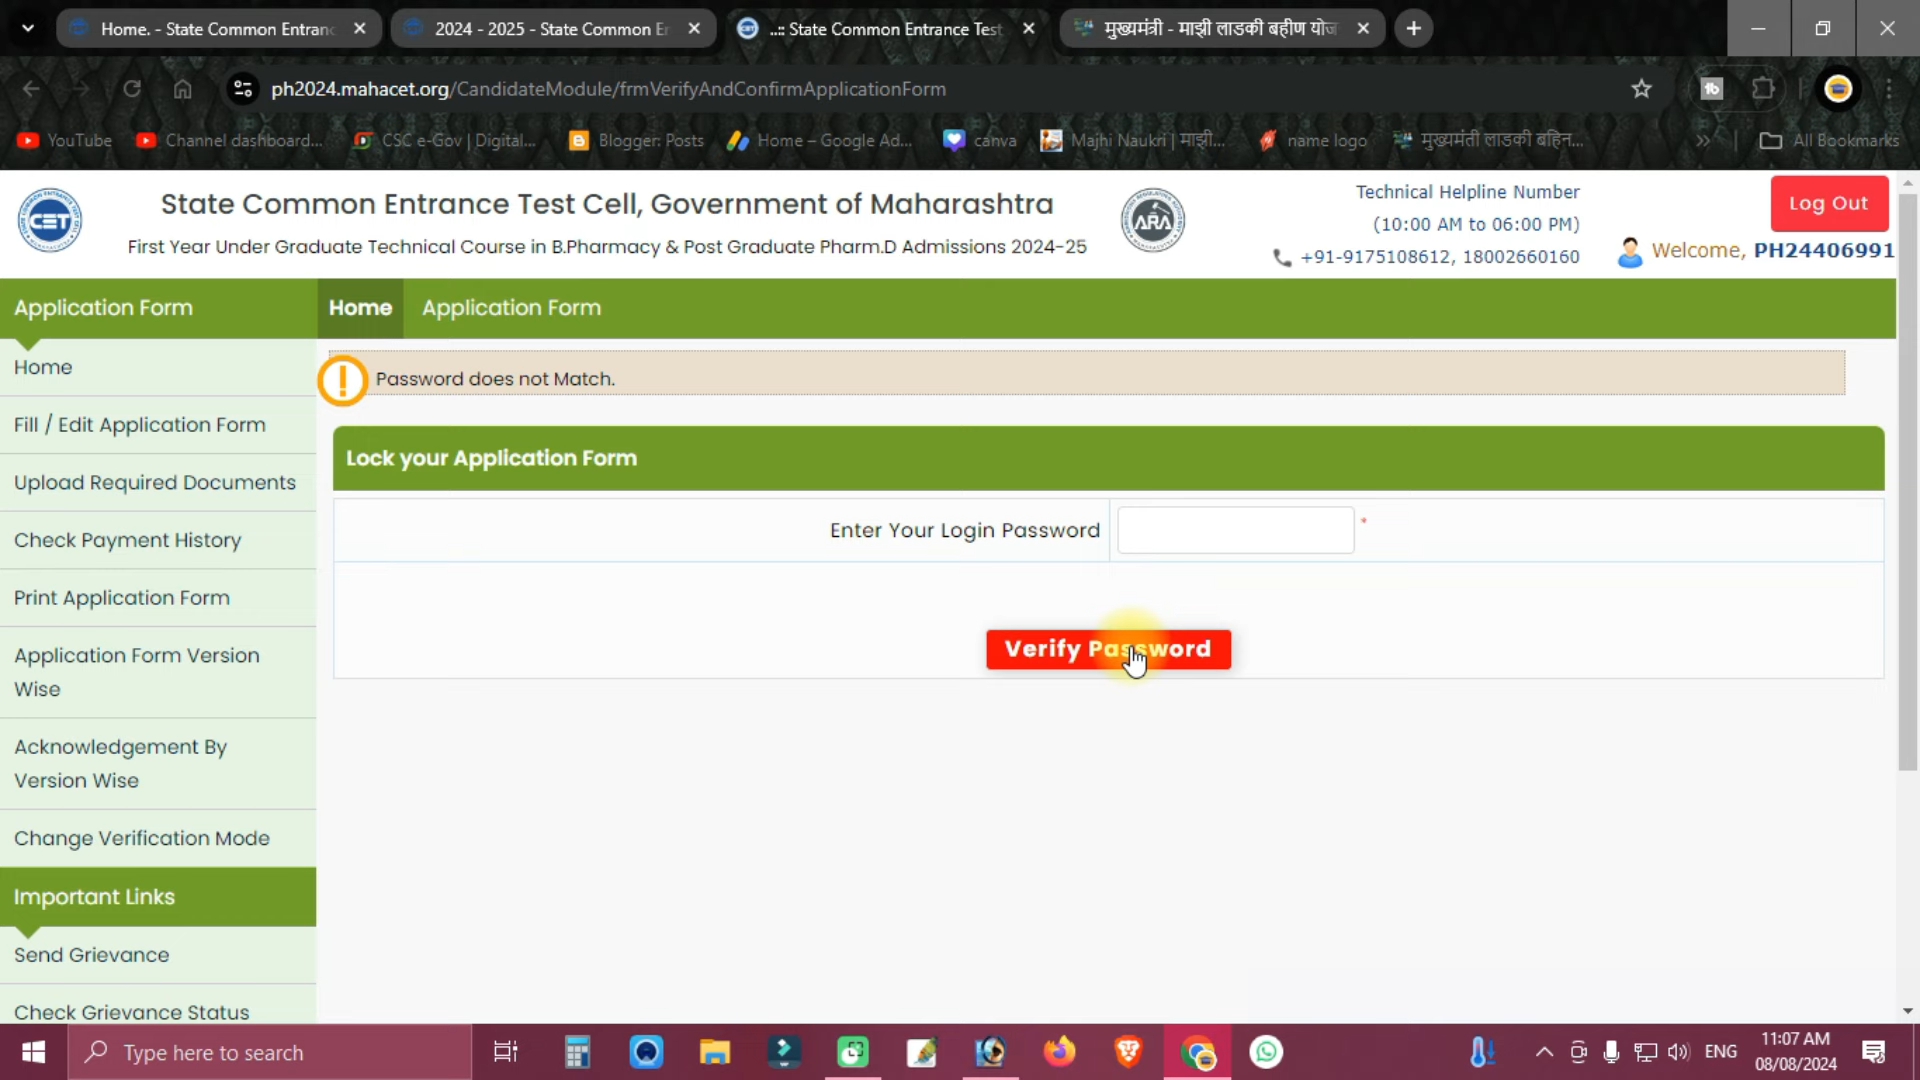 Home. - State Common Entranc
2024 - 2025 - State Common En
..:: State Common Entrance Test
मुख्यमंत्री - माझी लाडकी बहीण योज
ph2024.mahacet.org/CandidateModule/frmVerifyAndConfirmApplicationForm
YouTube
Channel dashboard...
CSC e-Gov | Digital...
Blogger: Posts
Home – Google Ad...
canva
Majhi Naukri | माझी...
name logo
मुख्यमंती लाडकी बहिन...
All Bookmarks
CET
State Common Entrance Test Cell, Government of Maharashtra
First Year Under Graduate Technical Course in B.Pharmacy & Post Graduate Pharm.D Admissions 2024-25
ARA
Technical Helpline Number
(10:00 AM to 06:00 PM)
+91-9175108612, 18002660160
Log Out
Welcome, PH24406991
Application Form
Home
Application Form
Home
Fill / Edit Application Form
Upload Required Documents
Check Payment History
Print Application Form
Application Form Version
Wise
Acknowledgement By
Version Wise
Change Verification Mode
Important Links
Send Grievance
Check Grievance Status
Password does not Match.
Lock your Application Form
Enter Your Login Password *
Verify Password
Type here to search
ENG
11:07 AM
08/08/2024